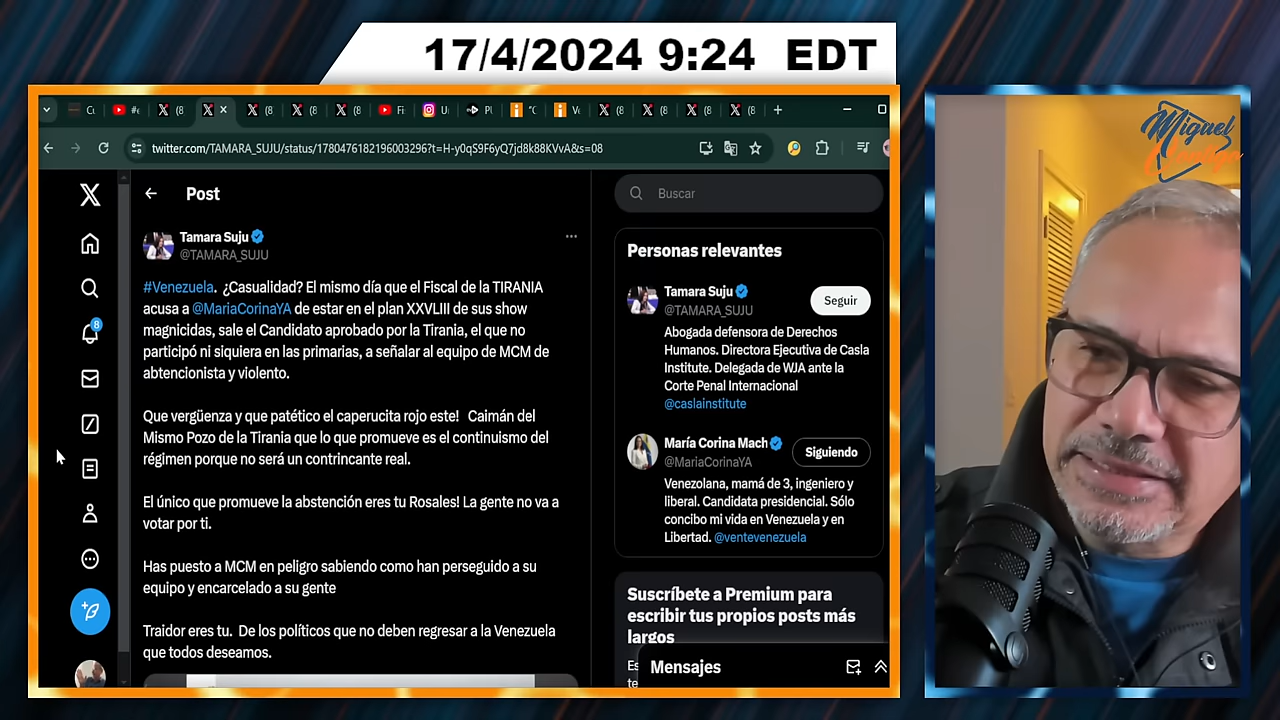 17/4/2024 9:24 EDT
twitter.com/TAMARA_SUJU/status/1780476182196003296?t=H-y0qS9F6yQ7jd8k88KVvA&s=08
Post
Buscar
Tamara Suju
@TAMARA_SUJU
#Venezuela. ¿Casualidad? El mismo día que el Fiscal de la TIRANIA
acusa a @MariaCorinaYA de estar en el plan XXVLIII de sus show
magnicidas, sale el Candidato aprobado por la Tirania, el que no
participó ni siquiera en las primarias, a señalar al equipo de MCM de
abtencionista y violento.
Que vergüenza y que patético el caperucita rojo este! Caimán del
Mismo Pozo de la Tirania que lo que promueve es el continuismo del
régimen porque no será un contrincante real.
El único que promueve la abstención eres tu Rosales! La gente no va a
votar por ti.
Has puesto a MCM en peligro sabiendo como han perseguido a su
equipo y encarcelado a su gente
Traidor eres tu. De los políticos que no deben regresar a la Venezuela
que todos deseamos.
8
Personas relevantes
Tamara Suju
Seguir
@TAMARA_SUJU
Abogada defensora de Derechos
Humanos. Directora Ejecutiva de Casla
Institute. Delegada de WJA ante la
Corte Penal Internacional
@caslainstitute
María Corina Mach
Siguiendo
@MariaCorinaYA
Venezolana, mamá de 3, ingeniero y
liberal. Candidata presidencial. Sólo
concibo mi vida en Venezuela y en
Libertad. @ventevenezuela
Suscríbete a Premium para
escribir tus propios posts más
largos
Mensajes
Miguel